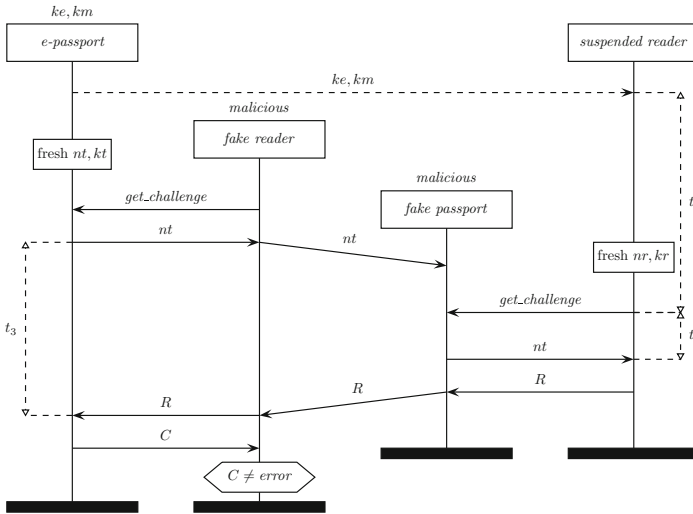 ke, km
e-passport
suspended reader
ke, km
malicious
fake reader
fresh nt, kt
malicious
fake passport
get_challenge
t
nt
nt
fresh nr, kr
get_challenge
t₃
t
nt
R
R
R
C
C ≠ error